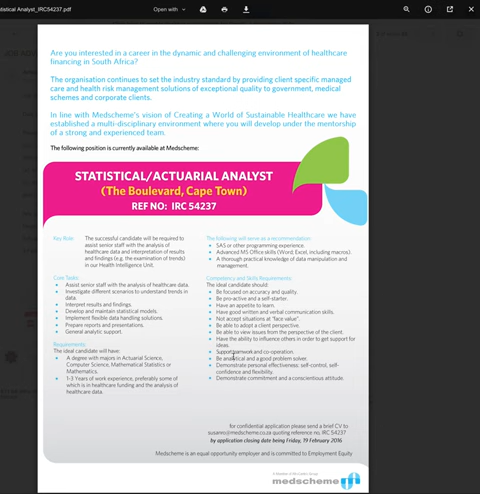 tatistical Analyst_IRC54237.pdf
Open with
Are you interested in a career in the dynamic and challenging environment of healthcare
financing in South Africa?
The organisation continues to set the industry standard by providing client specific managed
care and health risk management solutions of exceptional quality to government, medical
schemes and corporate clients.
In line with Medscheme's vision of Creating a World of Sustainable Healthcare we have
established a multi-disciplinary environment where you will develop under the mentorship
of a strong and experienced team.
The following position is currently available at Medscheme:
STATISTICAL/ACTUARIAL ANALYST
(The Boulevard, Cape Town)
REF NO: IRC 54237
Key Role:
The successful candidate will be required to
assist senior staff with the analysis of
healthcare data and interpretation of results
and findings (e.g. the examination of trends)
in our Health Intelligence Unit.
Core Tasks:
• Assist senior staff with the analysis of healthcare data.
• Investigate different scenarios to understand trends in
data.
• Interpret results and findings.
• Develop and maintain statistical models.
• Implement flexible data handling solutions.
• Prepare reports and presentations.
• General analytic support.
Requirements
The ideal candidate will have:
• A degree with majors in Actuarial Science,
Computer Science, Mathematical Statistics or
Mathematics.
• 1-3 Years of work experience, preferably some of
which is in healthcare funding and the analysis of
healthcare data.
The following will serve as a recommendation:
• SAS or other programming experience.
• Advanced MS Office skills (Word, Excel, including macros).
• A thorough practical knowledge of data manipulation and
management.
Competency and Skills Requirements:
The ideal candidate should:
• Be focused on accuracy and quality.
• Be pro-active and a self-starter.
• Have an appetite to learn.
• Have good written and verbal communication skills.
• Not accept situations at "face value".
• Be able to adopt a client perspective.
• Be able to view issues from the perspective of the client.
• Have the ability to influence others in order to get support for
ideas.
• Support teamwork and co-operation.
• Be analytical and a good problem solver.
• Demonstrate personal effectiveness: self-control, self-
confidence and flexibility.
• Demonstrate commitment and a conscientious attitude.
for confidential application please send a brief CV to
susanro@medscheme.co.za quoting reference no. IRC 54237
by application closing date being Friday, 19 February 2016
Medscheme is an equal opportunity employer and is committed to Employment Equity
medscheme